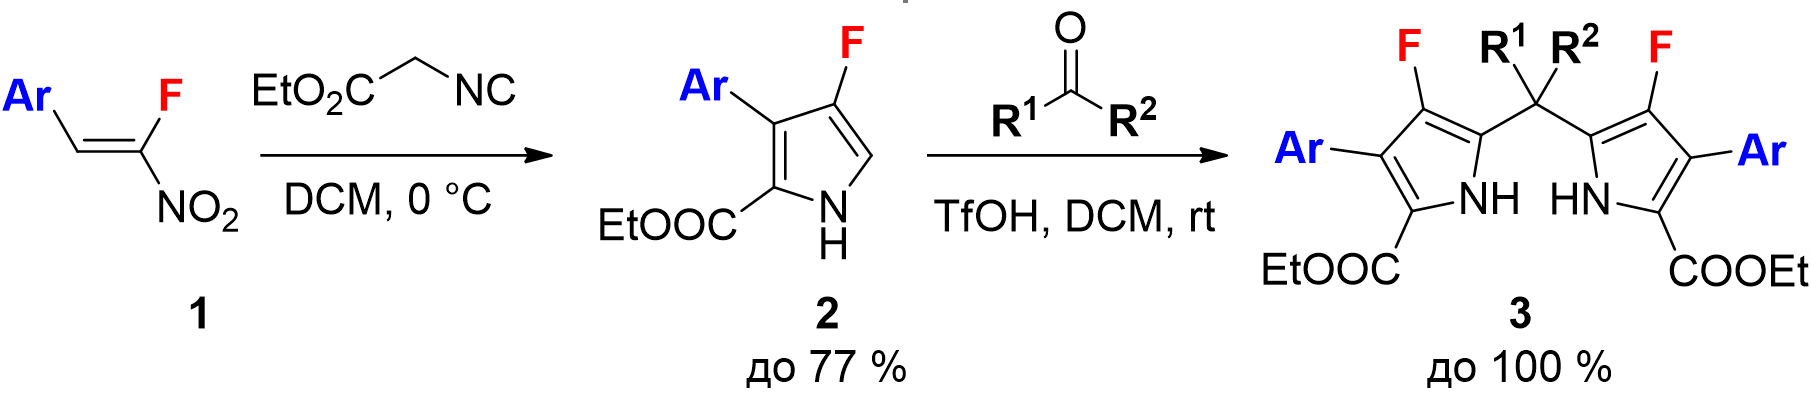 Ar
F
NO2
1
EtO2C
NC
DCM, 0 °C
Ar
F
EtOOC
N
H
2
до 77 %
O
R1
R2
TfOH, DCM, rt
F
R1
R2
F
Ar
Ar
NH
HN
EtOOC
COOEt
3
до 100 %